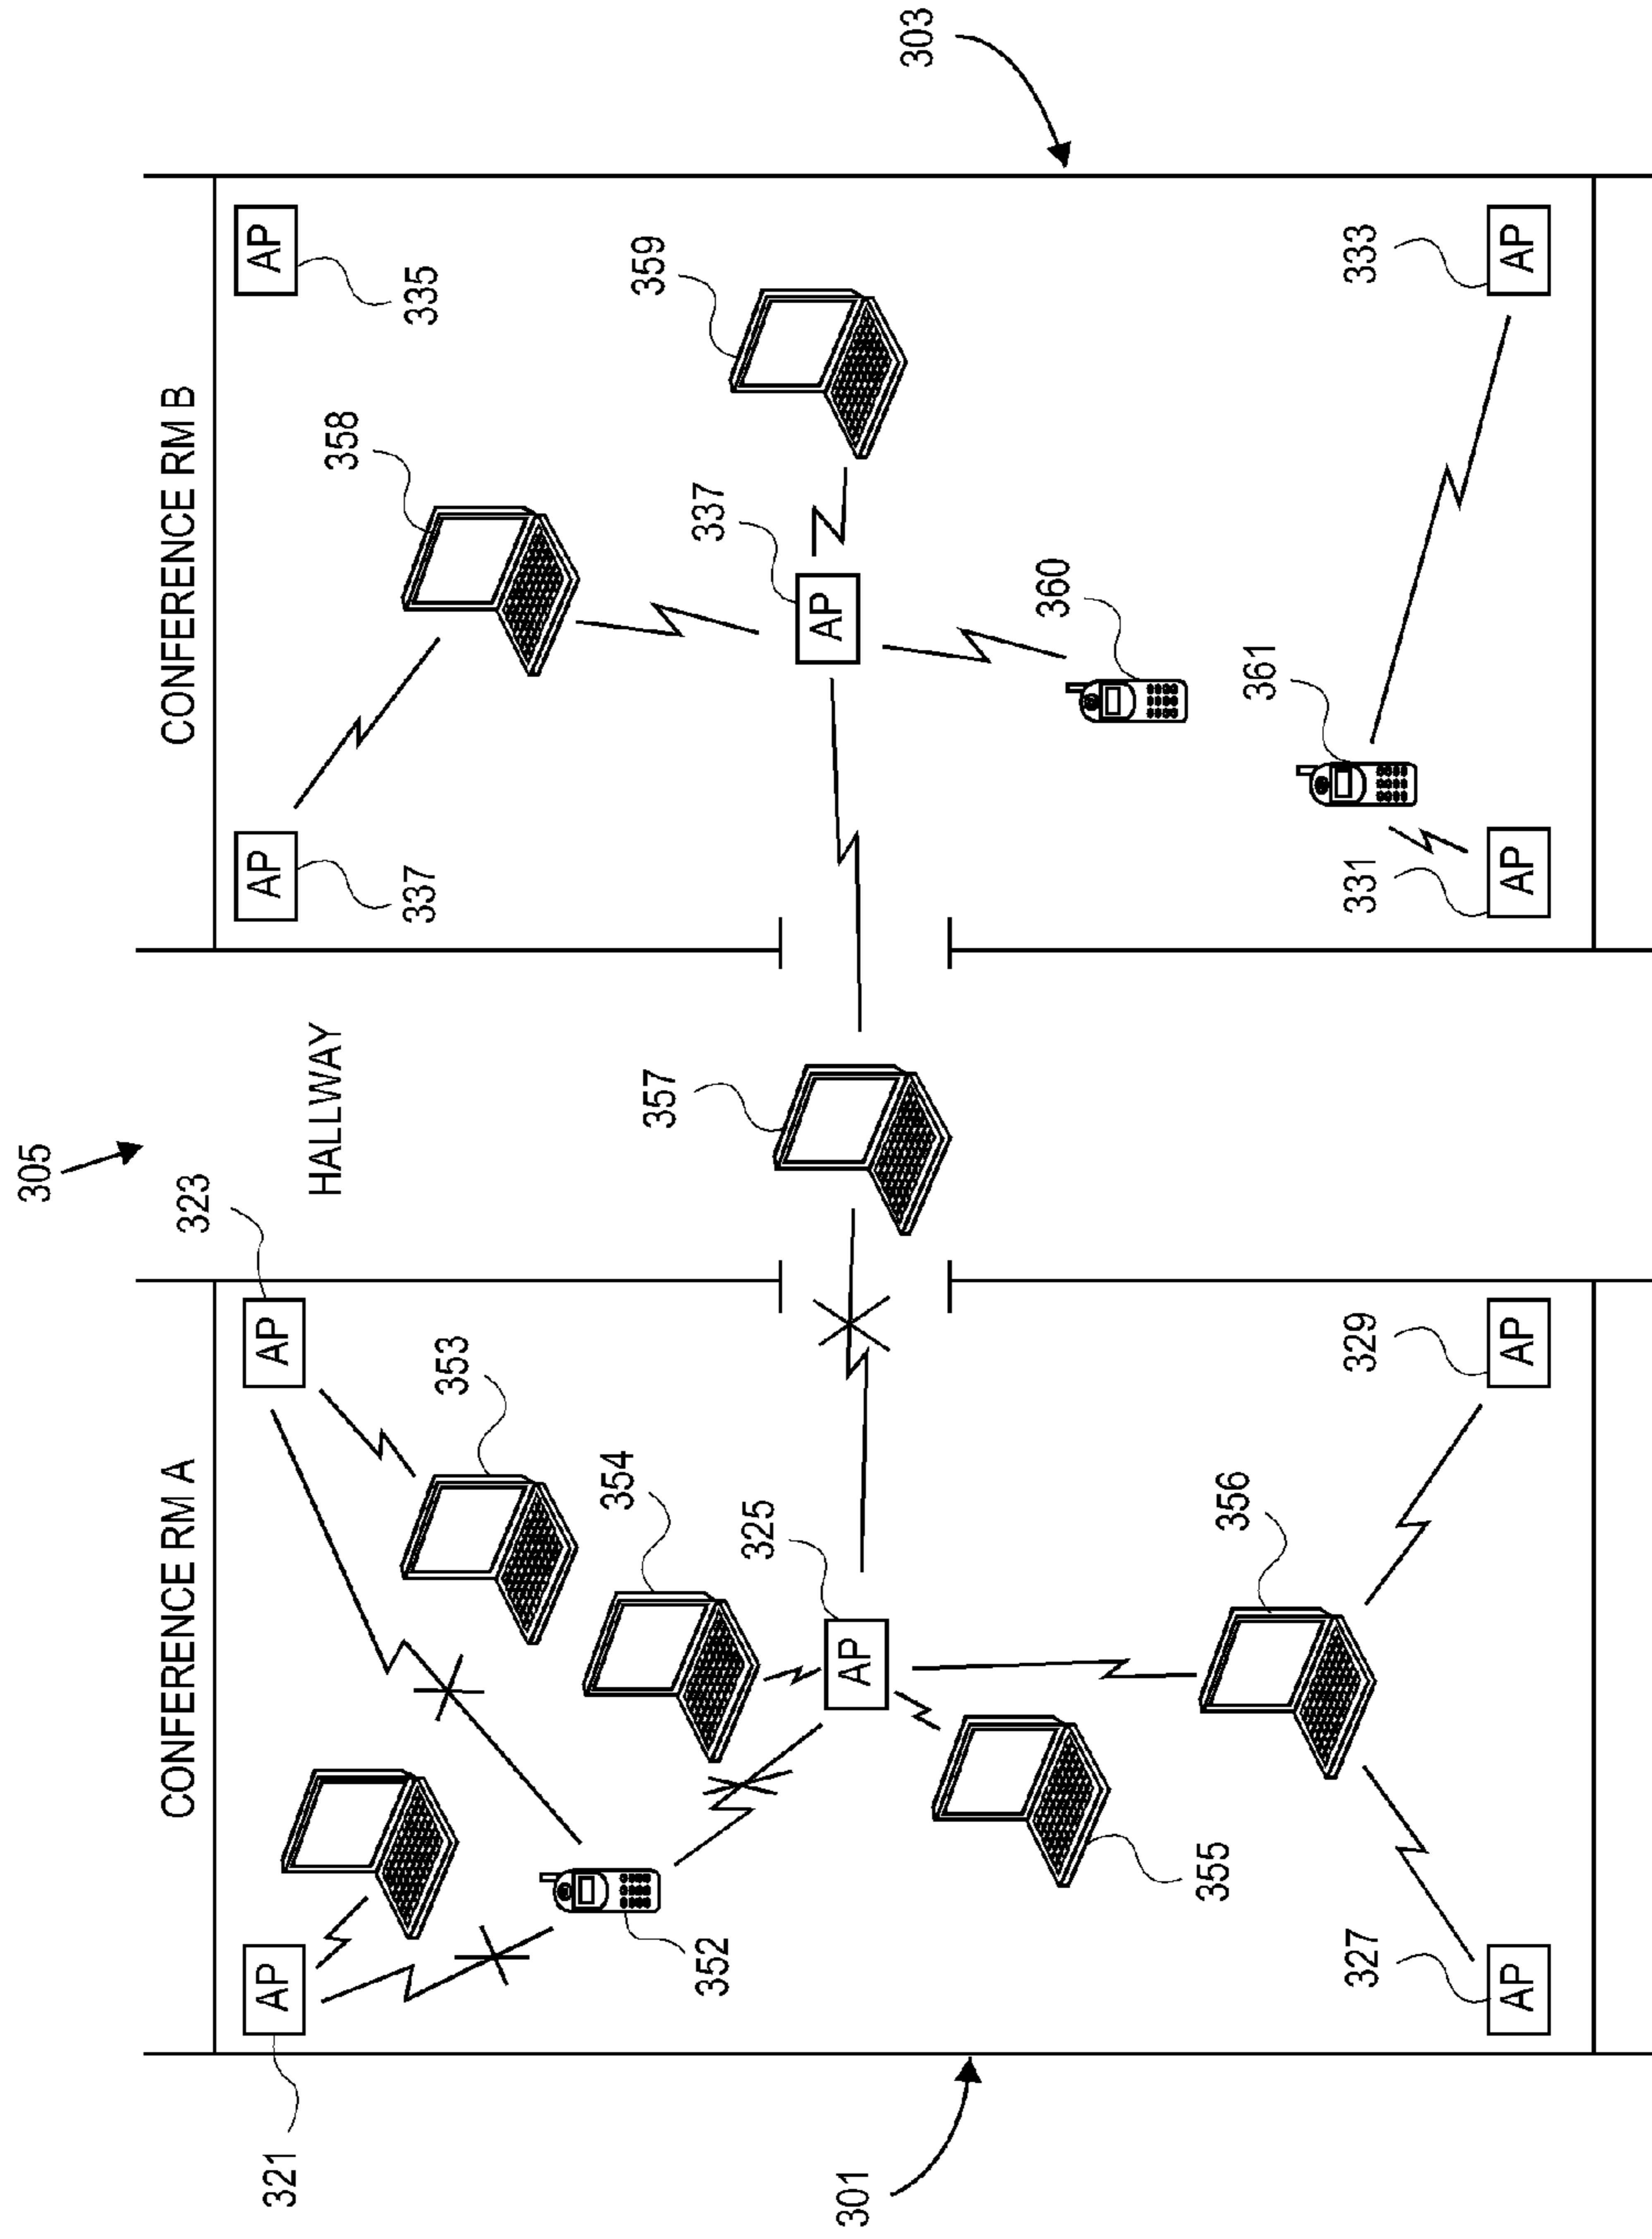 305
CONFERENCE RM A
HALLWAY
CONFERENCE RM B
321
AP
AP
323
AP
337
AP
335
353
358
354
359
352
325
AP
357
337
AP
355
360
356
361
327
AP
329
AP
331
AP
333
AP
301
303